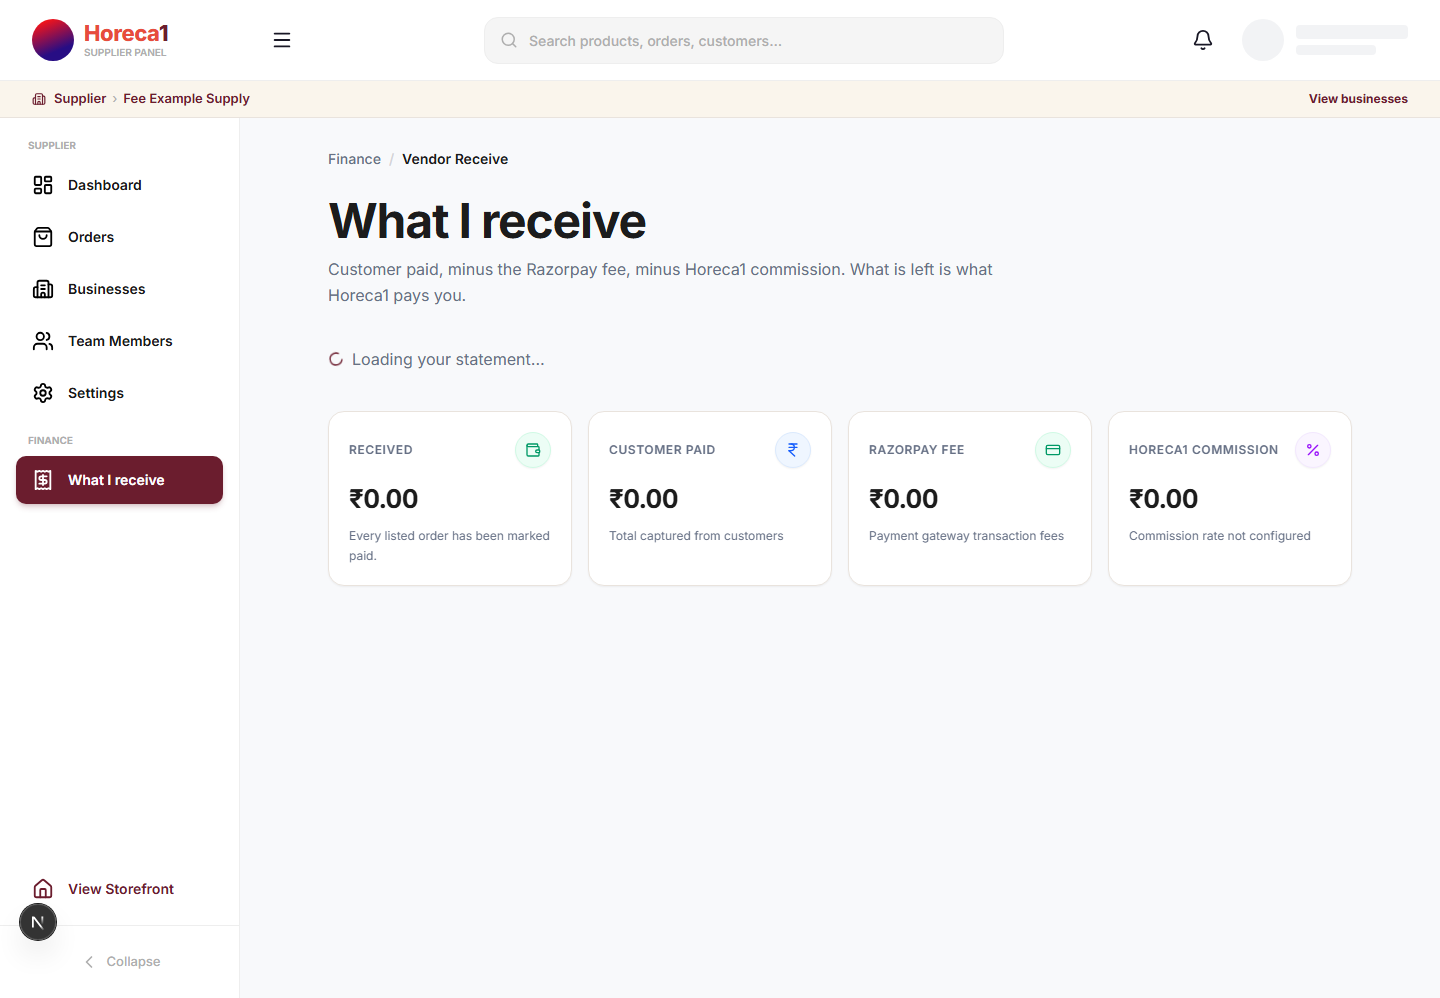 Horeca1
SUPPLIER PANEL
Search products, orders, customers...
Supplier › Fee Example Supply
View businesses
SUPPLIER
Dashboard
Orders
Businesses
Team Members
Settings
FINANCE
What I receive
View Storefront
N
Collapse
Finance / Vendor Receive
What I receive
Customer paid, minus the Razorpay fee, minus Horeca1 commission. What is left is what
Horeca1 pays you.
Loading your statement...
RECEIVED
₹0.00
Every listed order has been marked
paid.
CUSTOMER PAID
₹
₹0.00
Total captured from customers
RAZORPAY FEE
₹0.00
Payment gateway transaction fees
HORECA1 COMMISSION
%
₹0.00
Commission rate not configured